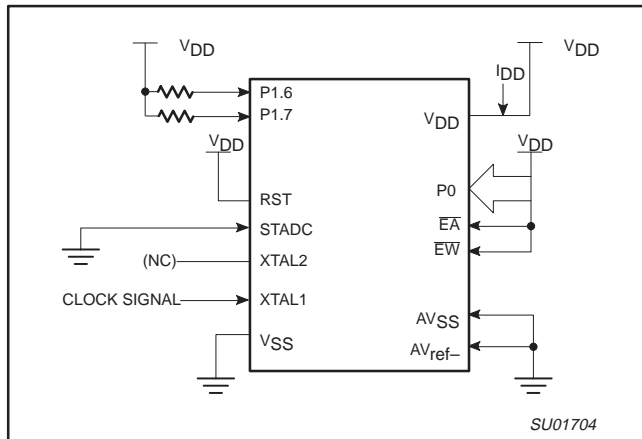 VDD
VDD
IDD
P1.6
P1.7
VDD
VDD
VDD
P0
RST
EA
STADC
EW
(NC)
XTAL2
CLOCK SIGNAL
XTAL1
AVSS
VSS
AVref–
SU01704